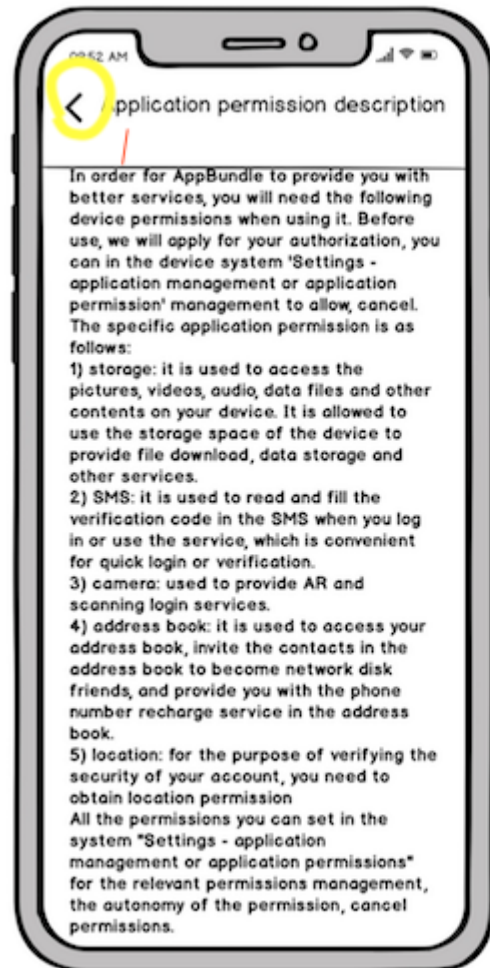 09:52 AM
Application permission description
In order for AppBundle to provide you with
better services, you will need the following
device permissions when using it. Before
use, we will apply for your authorization, you
can in the device system 'Settings -
application management or application
permission' management to allow, cancel.
The specific application permission is as
follows:
1) storage: it is used to access the
pictures, videos, audio, data files and other
contents on your device. It is allowed to
use the storage space of the device to
provide file download, data storage and
other services.
2) SMS: it is used to read and fill the
verification code in the SMS when you log
in or use the service, which is convenient
for quick login or verification.
3) camera: used to provide AR and
scanning login services.
4) address book: it is used to access your
address book, invite the contacts in the
address book to become network disk
friends, and provide you with the phone
number recharge service in the address
book.
5) location: for the purpose of verifying the
security of your account, you need to
obtain location permission
All the permissions you can set in the
system "Settings - application
management or application permissions"
for the relevant permissions management,
the autonomy of the permission, cancel
permissions.